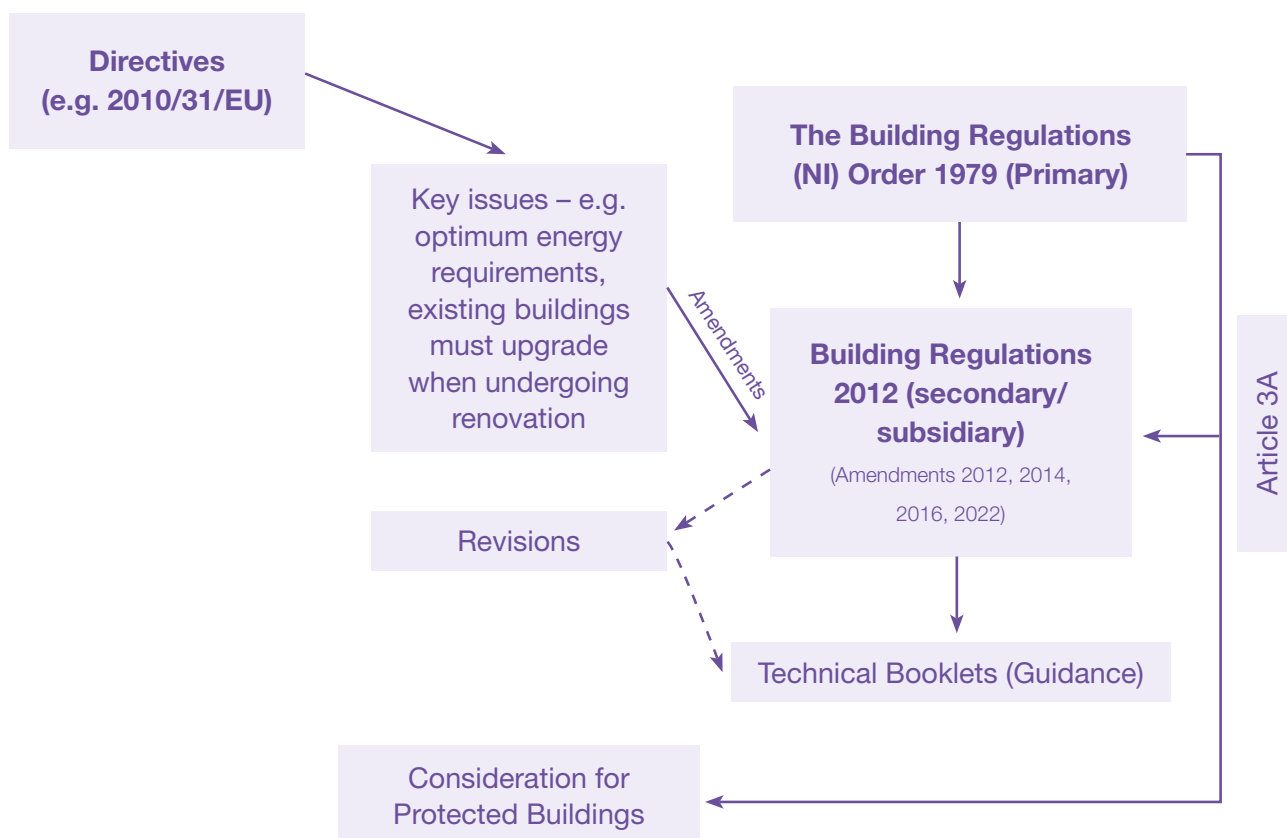 Directives
(e.g. 2010/31/EU)
The Building Regulations
(NI) Order 1979 (Primary)
Key issues – e.g.
optimum energy
requirements,
existing buildings
must upgrade
when undergoing
renovation
Amendments
Building Regulations
2012 (secondary/
subsidiary)
(Amendments 2012, 2014,
2016, 2022)
Article 3A
Revisions
Technical Booklets (Guidance)
Consideration for
Protected Buildings